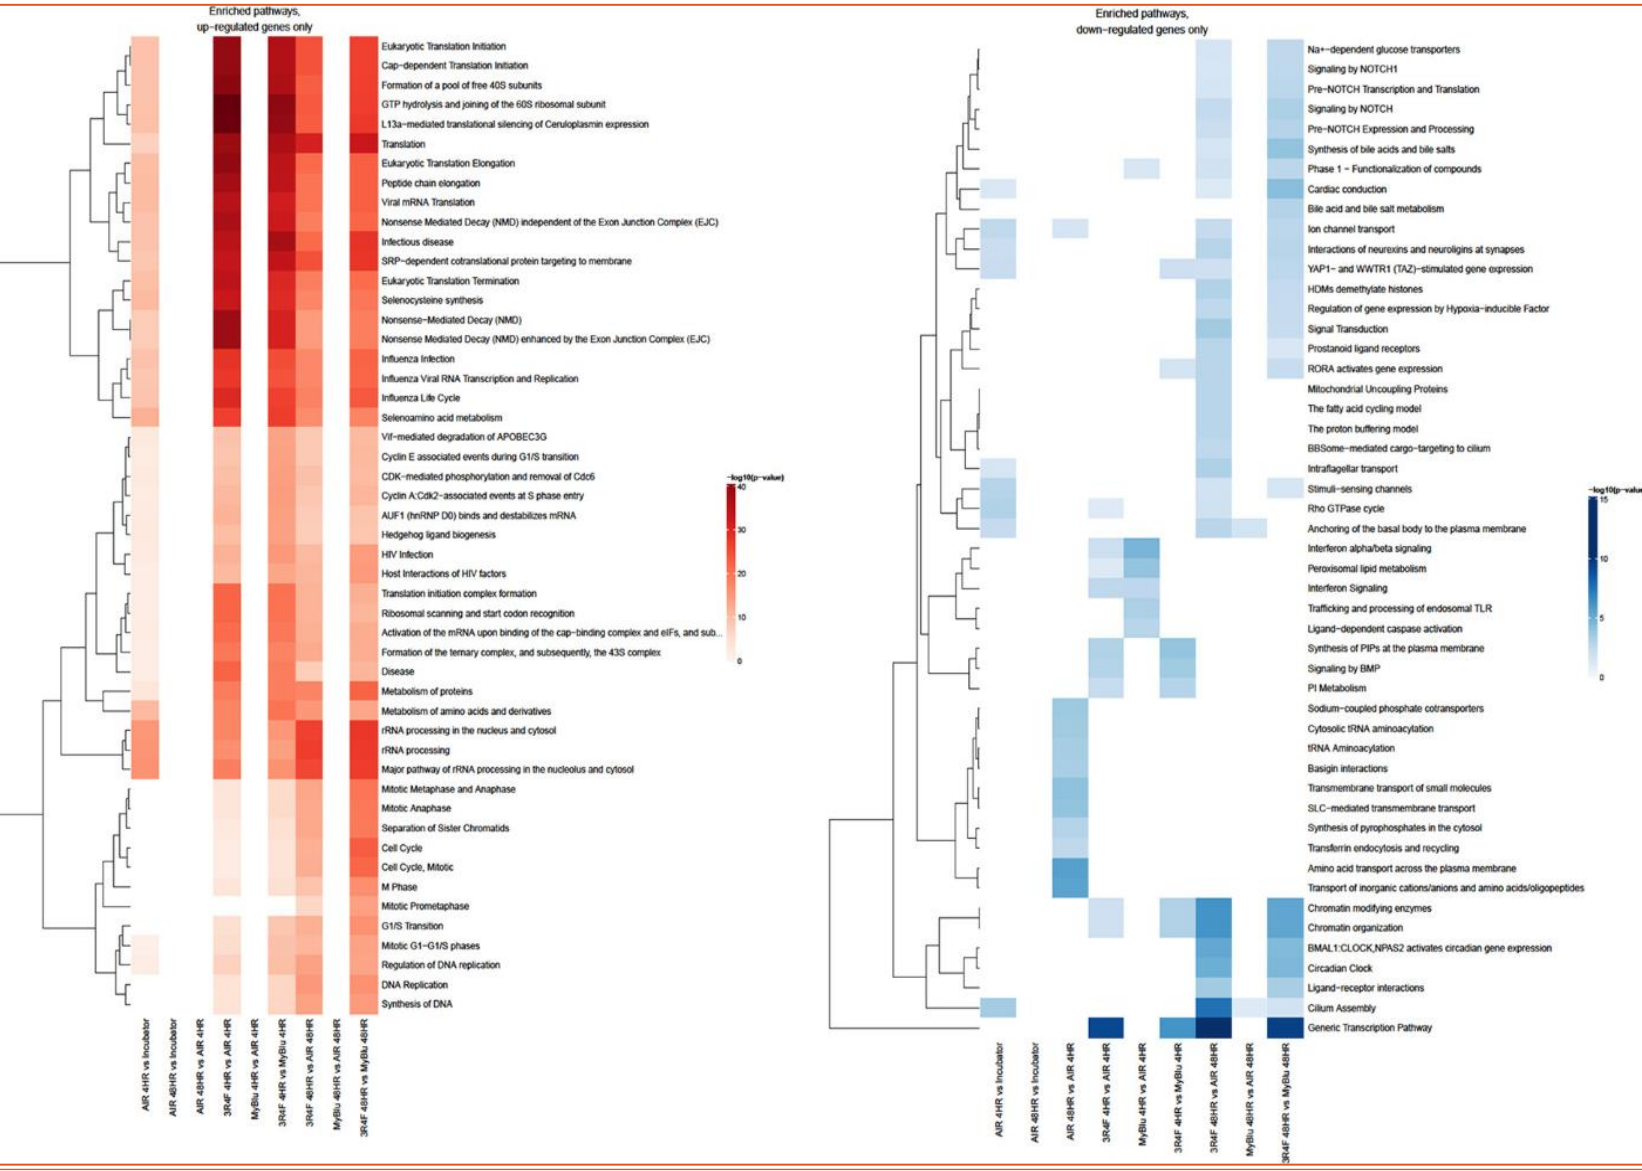 Enriched pathways,
up-regulated genes only
Eukaryotic Translation Initiation
Cap-dependent Translation Initiation
Formation of a pool of free 40S subunits
GTP hydrolysis and joining of the 60S ribosomal subunit
L13a-mediated translational silencing of Ceruloplasmin expression
Translation
Eukaryotic Translation Elongation
Peptide chain elongation
Viral mRNA Translation
Nonsense Mediated Decay (NMD) independent of the Exon Junction Complex (EJC)
Infectious disease
SRP-dependent cotranslational protein targeting to membrane
Eukaryotic Translation Termination
Selenocysteine synthesis
Nonsense-Mediated Decay (NMD)
Nonsense Mediated Decay (NMD) enhanced by the Exon Junction Complex (EJC)
Influenza Infection
Influenza Viral RNA Transcription and Replication
Influenza Life Cycle
Selenoamino acid metabolism
Vif-mediated degradation of APOBEC3G
Cyclin E associated events during G1/S transition
CDK-mediated phosphorylation and removal of Cdc6
Cyclin A:Cdk2-associated events at S phase entry
AUF1 (hnRNP D0) binds and destabilizes mRNA
Hedgehog ligand biogenesis
HIV Infection
Host Interactions of HIV factors
Translation initiation complex formation
Ribosomal scanning and start codon recognition
Activation of the mRNA upon binding of the cap-binding complex and eIFs, and sub...
Formation of the ternary complex, and subsequently, the 43S complex
Disease
Metabolism of proteins
Metabolism of amino acids and derivatives
rRNA processing in the nucleus and cytosol
rRNA processing
Major pathway of rRNA processing in the nucleolus and cytosol
Mitotic Metaphase and Anaphase
Mitotic Anaphase
Separation of Sister Chromatids
Cell Cycle
Cell Cycle, Mitotic
M Phase
Mitotic Prometaphase
G1/S Transition
Mitotic G1-G1/S phases
Regulation of DNA replication
DNA Replication
Synthesis of DNA
AIR 4HR vs Incubator
AIR 48HR vs Incubator
AIR 48HR vs AIR 4HR
3R4F 4HR vs AIR 4HR
MyBlu 4HR vs AIR 4HR
3R4F 4HR vs MyBlu 4HR
3R4F 48HR vs AIR 48HR
MyBlu 48HR vs AIR 48HR
3R4F 48HR vs MyBlu 48HR
-log10(p-value)
40
30
20
10
0
Enriched pathways,
down-regulated genes only
Na+-dependent glucose transporters
Signaling by NOTCH1
Pre-NOTCH Transcription and Translation
Signaling by NOTCH
Pre-NOTCH Expression and Processing
Synthesis of bile acids and bile salts
Phase 1 - Functionalization of compounds
Cardiac conduction
Bile acid and bile salt metabolism
Ion channel transport
Interactions of neurexins and neuroligins at synapses
YAP1- and WWTR1 (TAZ)-stimulated gene expression
HDMs demethylate histones
Regulation of gene expression by Hypoxia-inducible Factor
Signal Transduction
Prostanoid ligand receptors
RORA activates gene expression
Mitochondrial Uncoupling Proteins
The fatty acid cycling model
The proton buffering model
BBSome-mediated cargo-targeting to cilium
Intraflagellar transport
Stimuli-sensing channels
Rho GTPase cycle
Anchoring of the basal body to the plasma membrane
Interferon alpha/beta signaling
Peroxisomal lipid metabolism
Interferon Signaling
Trafficking and processing of endosomal TLR
Ligand-dependent caspase activation
Synthesis of PIPs at the plasma membrane
Signaling by BMP
PI Metabolism
Sodium-coupled phosphate cotransporters
Cytosolic tRNA aminoacylation
tRNA Aminoacylation
Basigin interactions
Transmembrane transport of small molecules
SLC-mediated transmembrane transport
Synthesis of pyrophosphates in the cytosol
Transferrin endocytosis and recycling
Amino acid transport across the plasma membrane
Transport of inorganic cations/anions and amino acids/oligopeptides
Chromatin modifying enzymes
Chromatin organization
BMAL1:CLOCK,NPAS2 activates circadian gene expression
Circadian Clock
Ligand-receptor interactions
Cilium Assembly
Generic Transcription Pathway
AIR 4HR vs Incubator
AIR 48HR vs Incubator
AIR 48HR vs AIR 4HR
3R4F 4HR vs AIR 4HR
MyBlu 4HR vs AIR 4HR
3R4F 4HR vs MyBlu 4HR
3R4F 48HR vs AIR 48HR
MyBlu 48HR vs AIR 48HR
3R4F 48HR vs MyBlu 48HR
-log10(p-value
15
10
5
0